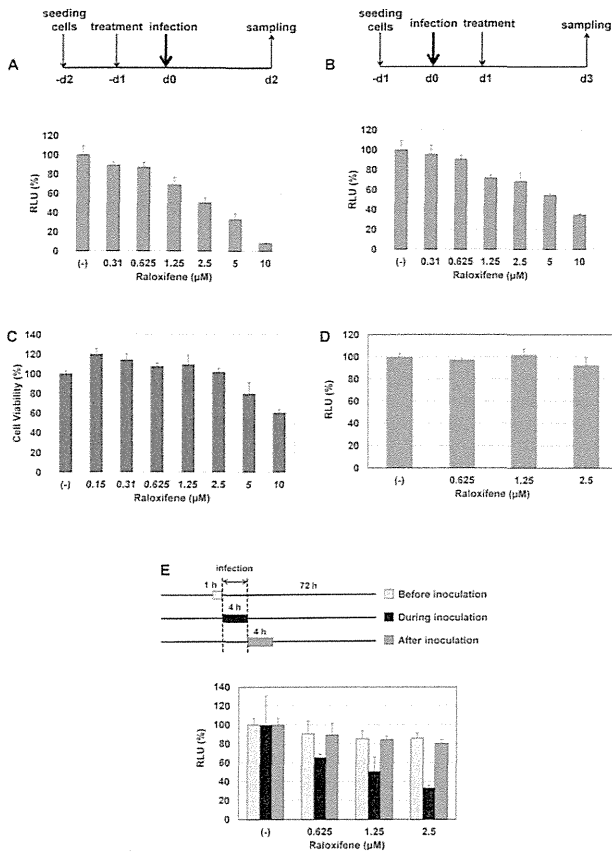 seeding cells treatment infection sampling
A
-d2 -d1 d0 d2
seeding cells infection treatment sampling
B
-d1 d0 d1 d3
RLU (%)
120
100
80
60
40
20
0
(-) 0.31 0.625 1.25 2.5 5 10
Raloxifene (µM)
RLU (%)
120
100
80
60
40
20
0
(-) 0.31 0.625 1.25 2.5 5 10
Raloxifene (µM)
C
Cell Viability (%)
140
120
100
80
60
40
20
0
(-) 0.15 0.31 0.625 1.25 2.5 5 10
Raloxifene (µM)
D
RLU (%)
120
100
80
60
40
20
0
(-) 0.625 1.25 2.5
Raloxifene (µM)
E
infection
1 h 72 h
Before inoculation
4 h
During inoculation
4 h
After inoculation
RLU (%)
140
120
100
80
60
40
20
0
(-) 0.625 1.25 2.5
Raloxifene (µM)